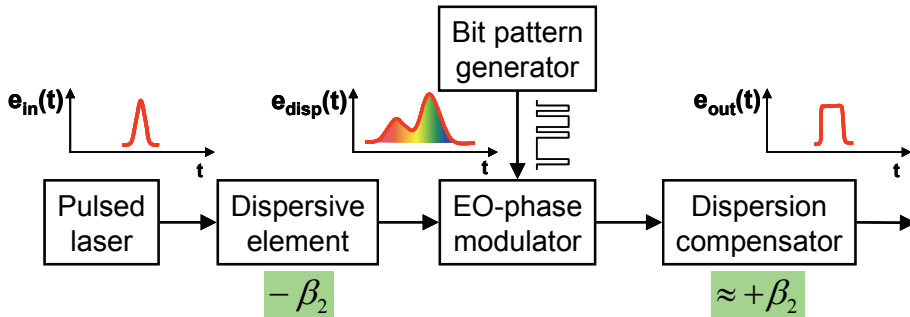 Bit pattern
generator
e_in(t)
t
e_disp(t)
t
e_out(t)
t
Pulsed
laser
Dispersive
element
EO-phase
modulator
Dispersion
compensator
− β₂
≈ +β₂